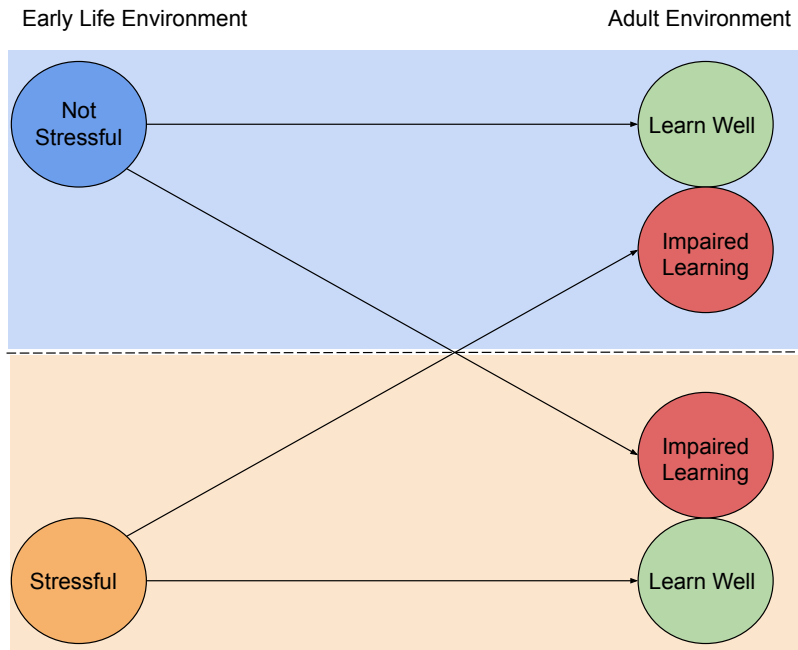 Early Life Environment
Adult Environment
Not
Stressful
Learn Well
Impaired
Learning
Impaired
Learning
Stressful
Learn Well